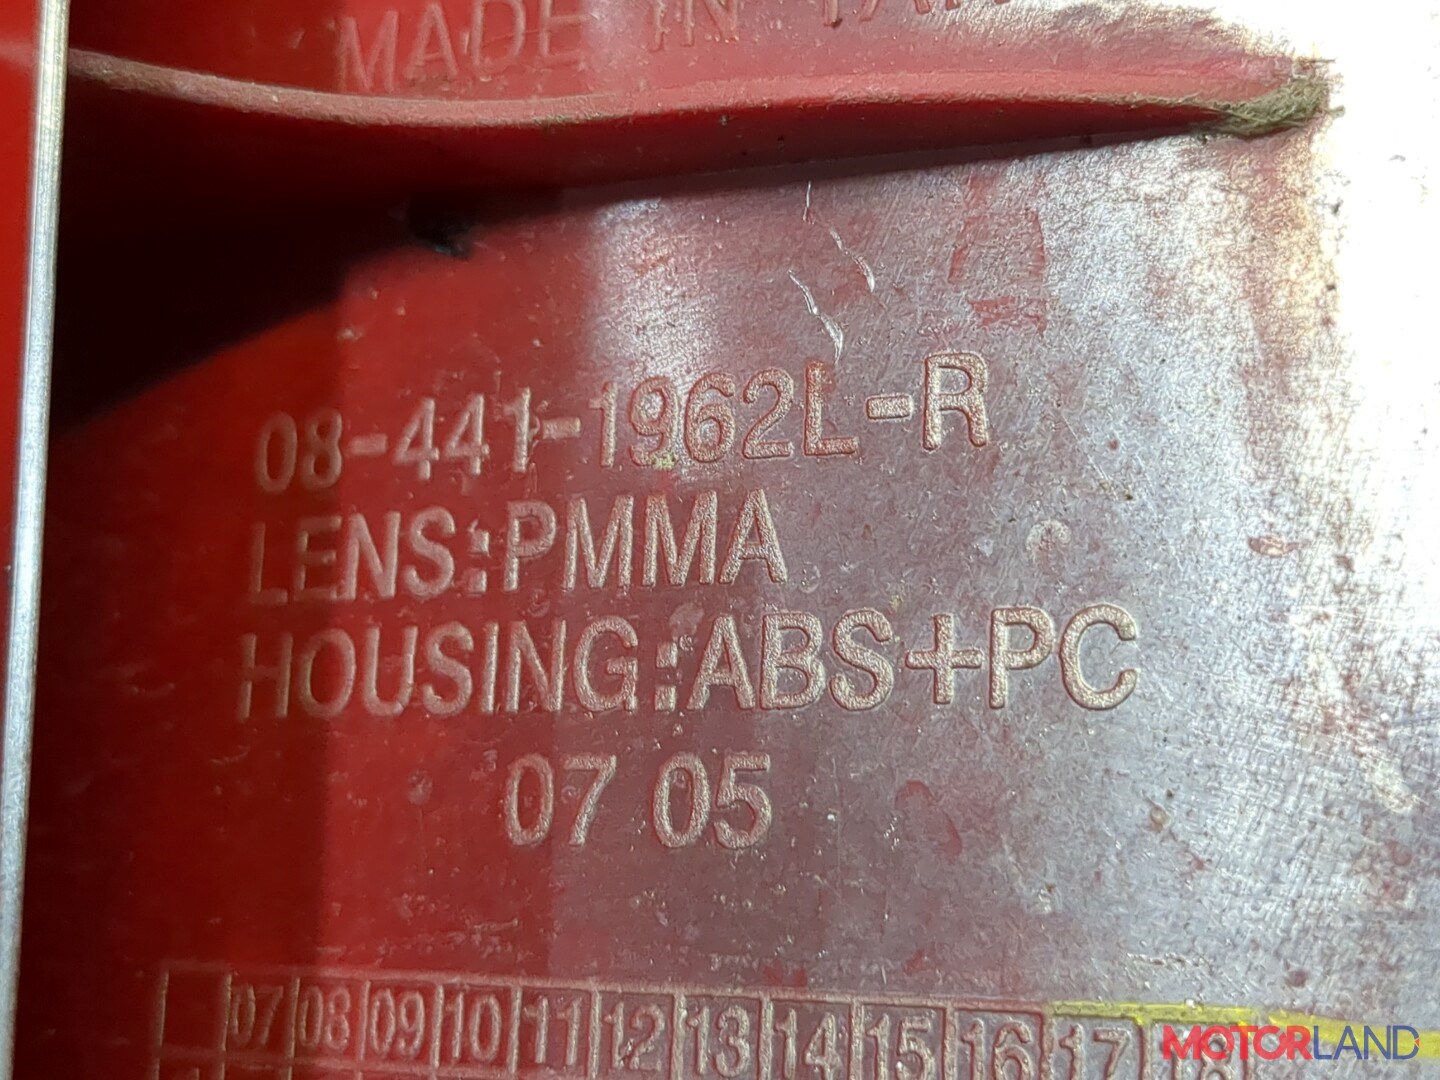 MADE IN
08-441-1962L-R
LENS:PMMA
HOUSING:ABS+PC
07 05
07 08 09 10 11 12 13 14 15 16 17 18
MOTORLAND